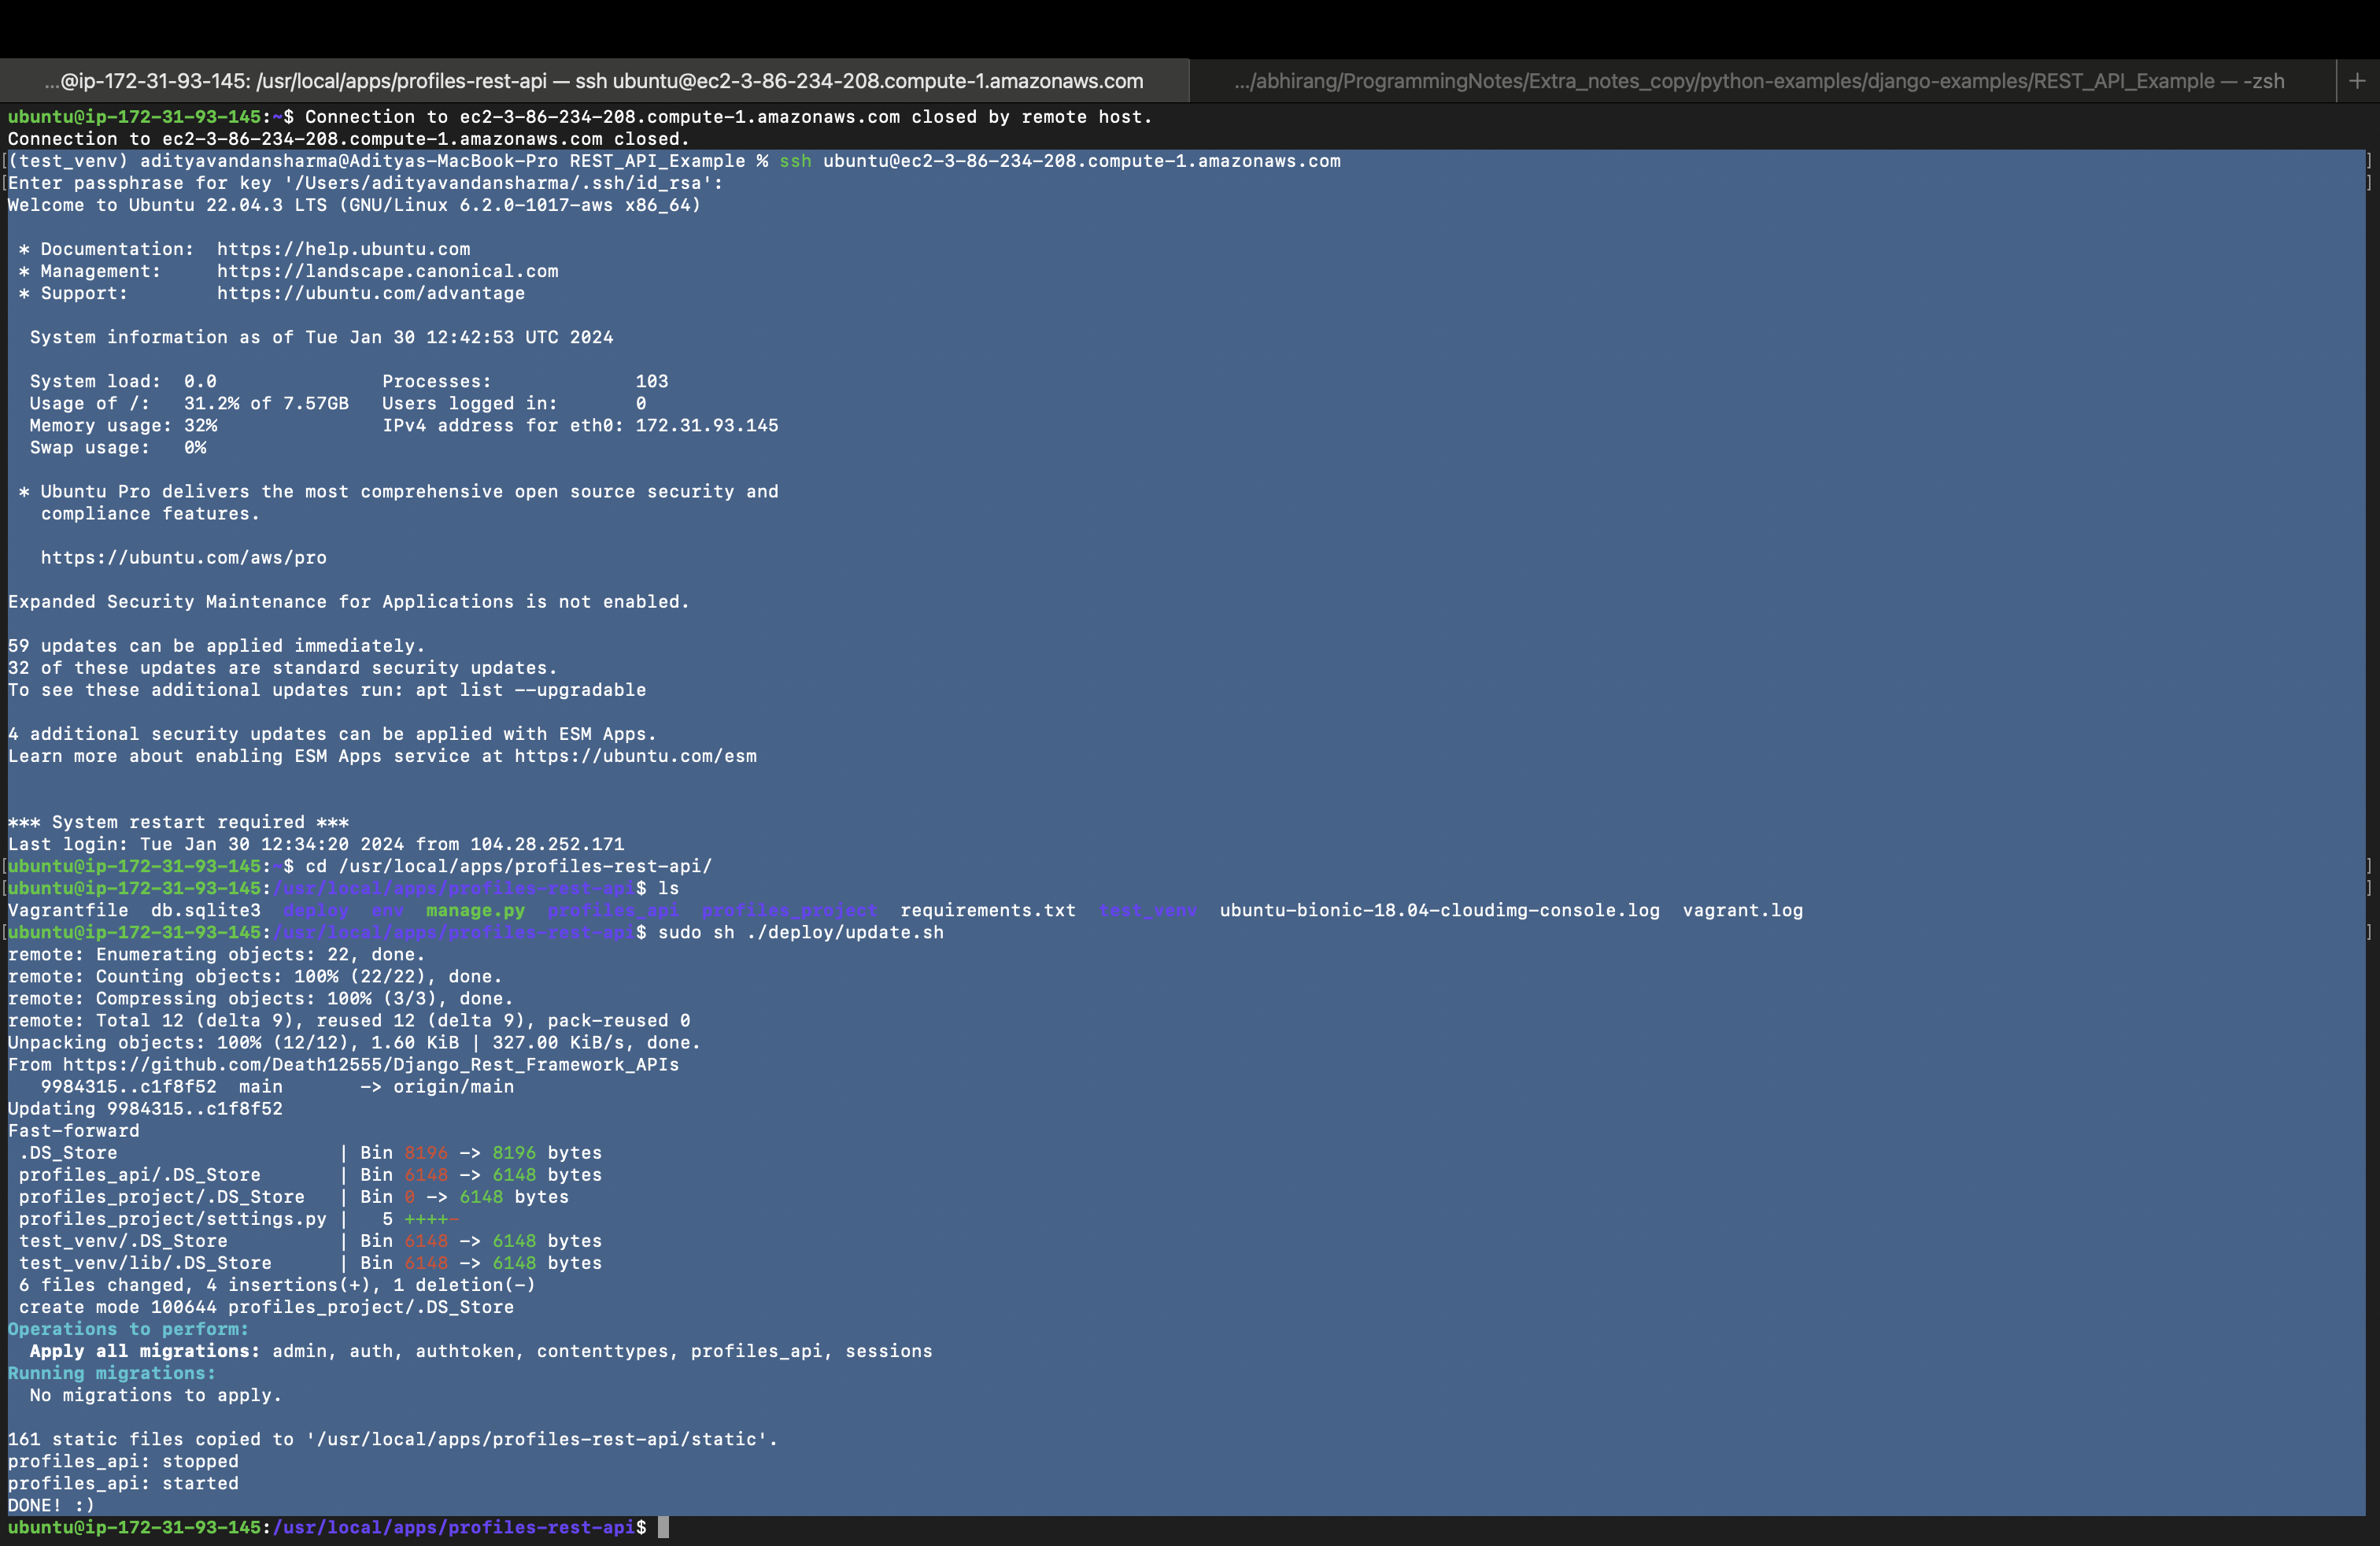 ...@ip-172-31-93-145: /usr/local/apps/profiles-rest-api — ssh ubuntu@ec2-3-86-234-208.compute-1.amazonaws.com
.../abhirang/ProgrammingNotes/Extra_notes_copy/python-examples/django-examples/REST_API_Example — -zsh
+
ubuntu@ip-172-31-93-145:~$ Connection to ec2-3-86-234-208.compute-1.amazonaws.com closed by remote host.
Connection to ec2-3-86-234-208.compute-1.amazonaws.com closed.
[(test_venv) adityavandansharma@Adityas-MacBook-Pro REST_API_Example % ssh ubuntu@ec2-3-86-234-208.compute-1.amazonaws.com ]
[Enter passphrase for key '/Users/adityavandansharma/.ssh/id_rsa': ]
Welcome to Ubuntu 22.04.3 LTS (GNU/Linux 6.2.0-1017-aws x86_64)
* Documentation: https://help.ubuntu.com
* Management: https://landscape.canonical.com
* Support: https://ubuntu.com/advantage
System information as of Tue Jan 30 12:42:53 UTC 2024
System load: 0.0 Processes: 103
Usage of /: 31.2% of 7.57GB Users logged in: 0
Memory usage: 32% IPv4 address for eth0: 172.31.93.145
Swap usage: 0%
* Ubuntu Pro delivers the most comprehensive open source security and
compliance features.
https://ubuntu.com/aws/pro
Expanded Security Maintenance for Applications is not enabled.
59 updates can be applied immediately.
32 of these updates are standard security updates.
To see these additional updates run: apt list --upgradable
4 additional security updates can be applied with ESM Apps.
Learn more about enabling ESM Apps service at https://ubuntu.com/esm
*** System restart required ***
Last login: Tue Jan 30 12:34:20 2024 from 104.28.252.171
[ubuntu@ip-172-31-93-145:~$ cd /usr/local/apps/profiles-rest-api/ ]
[ubuntu@ip-172-31-93-145:/usr/local/apps/profiles-rest-api$ ls ]
Vagrantfile db.sqlite3 deploy env manage.py profiles_api profiles_project requirements.txt test_venv ubuntu-bionic-18.04-cloudimg-console.log vagrant.log
[ubuntu@ip-172-31-93-145:/usr/local/apps/profiles-rest-api$ sudo sh ./deploy/update.sh ]
remote: Enumerating objects: 22, done.
remote: Counting objects: 100% (22/22), done.
remote: Compressing objects: 100% (3/3), done.
remote: Total 12 (delta 9), reused 12 (delta 9), pack-reused 0
Unpacking objects: 100% (12/12), 1.60 KiB | 327.00 KiB/s, done.
From https://github.com/Death12555/Django_Rest_Framework_APIs
9984315..c1f8f52 main -> origin/main
Updating 9984315..c1f8f52
Fast-forward
.DS_Store | Bin 8196 -> 8196 bytes
profiles_api/.DS_Store | Bin 6148 -> 6148 bytes
profiles_project/.DS_Store | Bin 0 -> 6148 bytes
profiles_project/settings.py | 5 ++++-
test_venv/.DS_Store | Bin 6148 -> 6148 bytes
test_venv/lib/.DS_Store | Bin 6148 -> 6148 bytes
6 files changed, 4 insertions(+), 1 deletion(-)
create mode 100644 profiles_project/.DS_Store
Operations to perform:
Apply all migrations: admin, auth, authtoken, contenttypes, profiles_api, sessions
Running migrations:
No migrations to apply.
161 static files copied to '/usr/local/apps/profiles-rest-api/static'.
profiles_api: stopped
profiles_api: started
DONE! :)
ubuntu@ip-172-31-93-145:/usr/local/apps/profiles-rest-api$